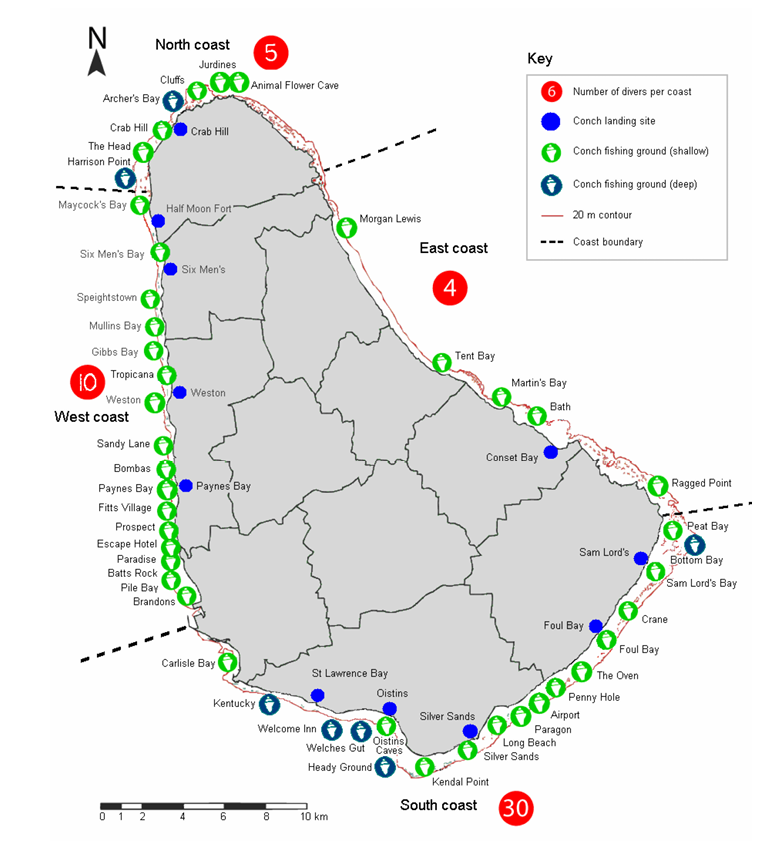 N
North coast
5
Jurdines
Cluffs
Animal Flower Cave
Archer's Bay
Crab Hill
Crab Hill
The Head
Harrison Point
Maycock's Bay
Half Moon Fort
Morgan Lewis
Six Men's Bay
Six Men's
East coast
4
Speightstown
Mullins Bay
Gibbs Bay
Tent Bay
Tropicana
10
Weston
Weston
West coast
Martin's Bay
Bath
Sandy Lane
Conset Bay
Bombas
Paynes Bay
Paynes Bay
Ragged Point
Fitts Village
Prospect
Peat Bay
Escape Hotel
Sam Lord's
Paradise
Bottom Bay
Batts Rock
Sam Lord's Bay
Pile Bay
Brandons
Crane
Foul Bay
Foul Bay
Carlisle Bay
St Lawrence Bay
The Oven
Kentucky
Oistins
Penny Hole
Silver Sands
Airport
Welcome Inn
Paragon
Welches Gut
Oistins
Caves
Long Beach
Silver Sands
Heady Ground
Kendal Point
South coast
30
0 1 2 4 6 8 10 km
Key
6 Number of divers per coast
Conch landing site
Conch fishing ground (shallow)
Conch fishing ground (deep)
20 m contour
Coast boundary